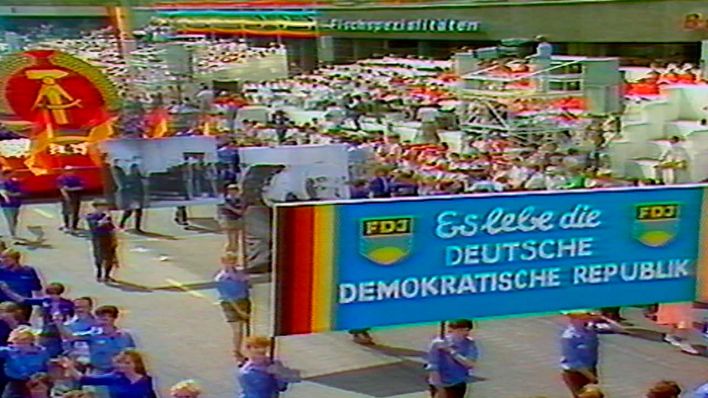 Fischspezialitäten
FDJ
Es lebe die
FDJ
DEUTSCHE
DEMOKRATISCHE REPUBLIK